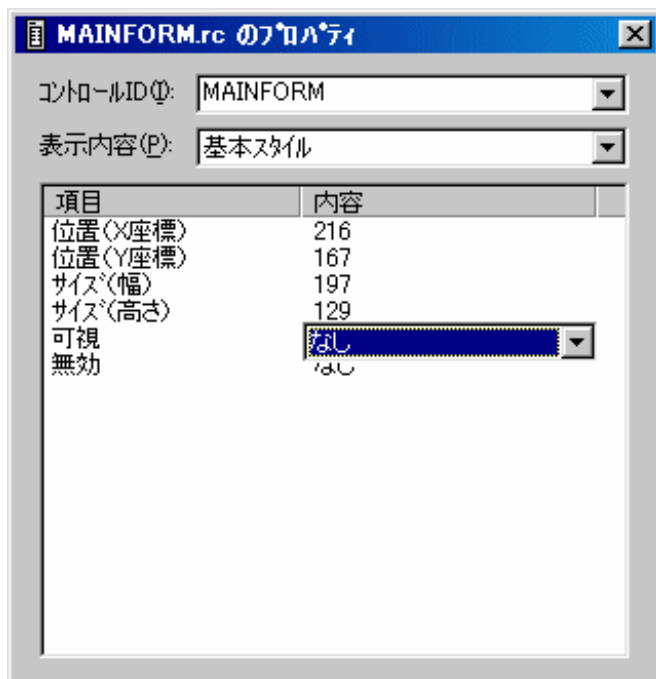 MAINFORM.rc のﾌﾟﾛﾊﾟﾃｨ
ｺﾝﾄﾛｰﾙID(I): MAINFORM
表示内容(P): 基本ｽﾀｲﾙ
項目 内容
位置(X座標) 216
位置(Y座標) 167
ｻｲｽﾞ(幅) 197
ｻｲｽﾞ(高さ) 129
可視 なし
無効 なし